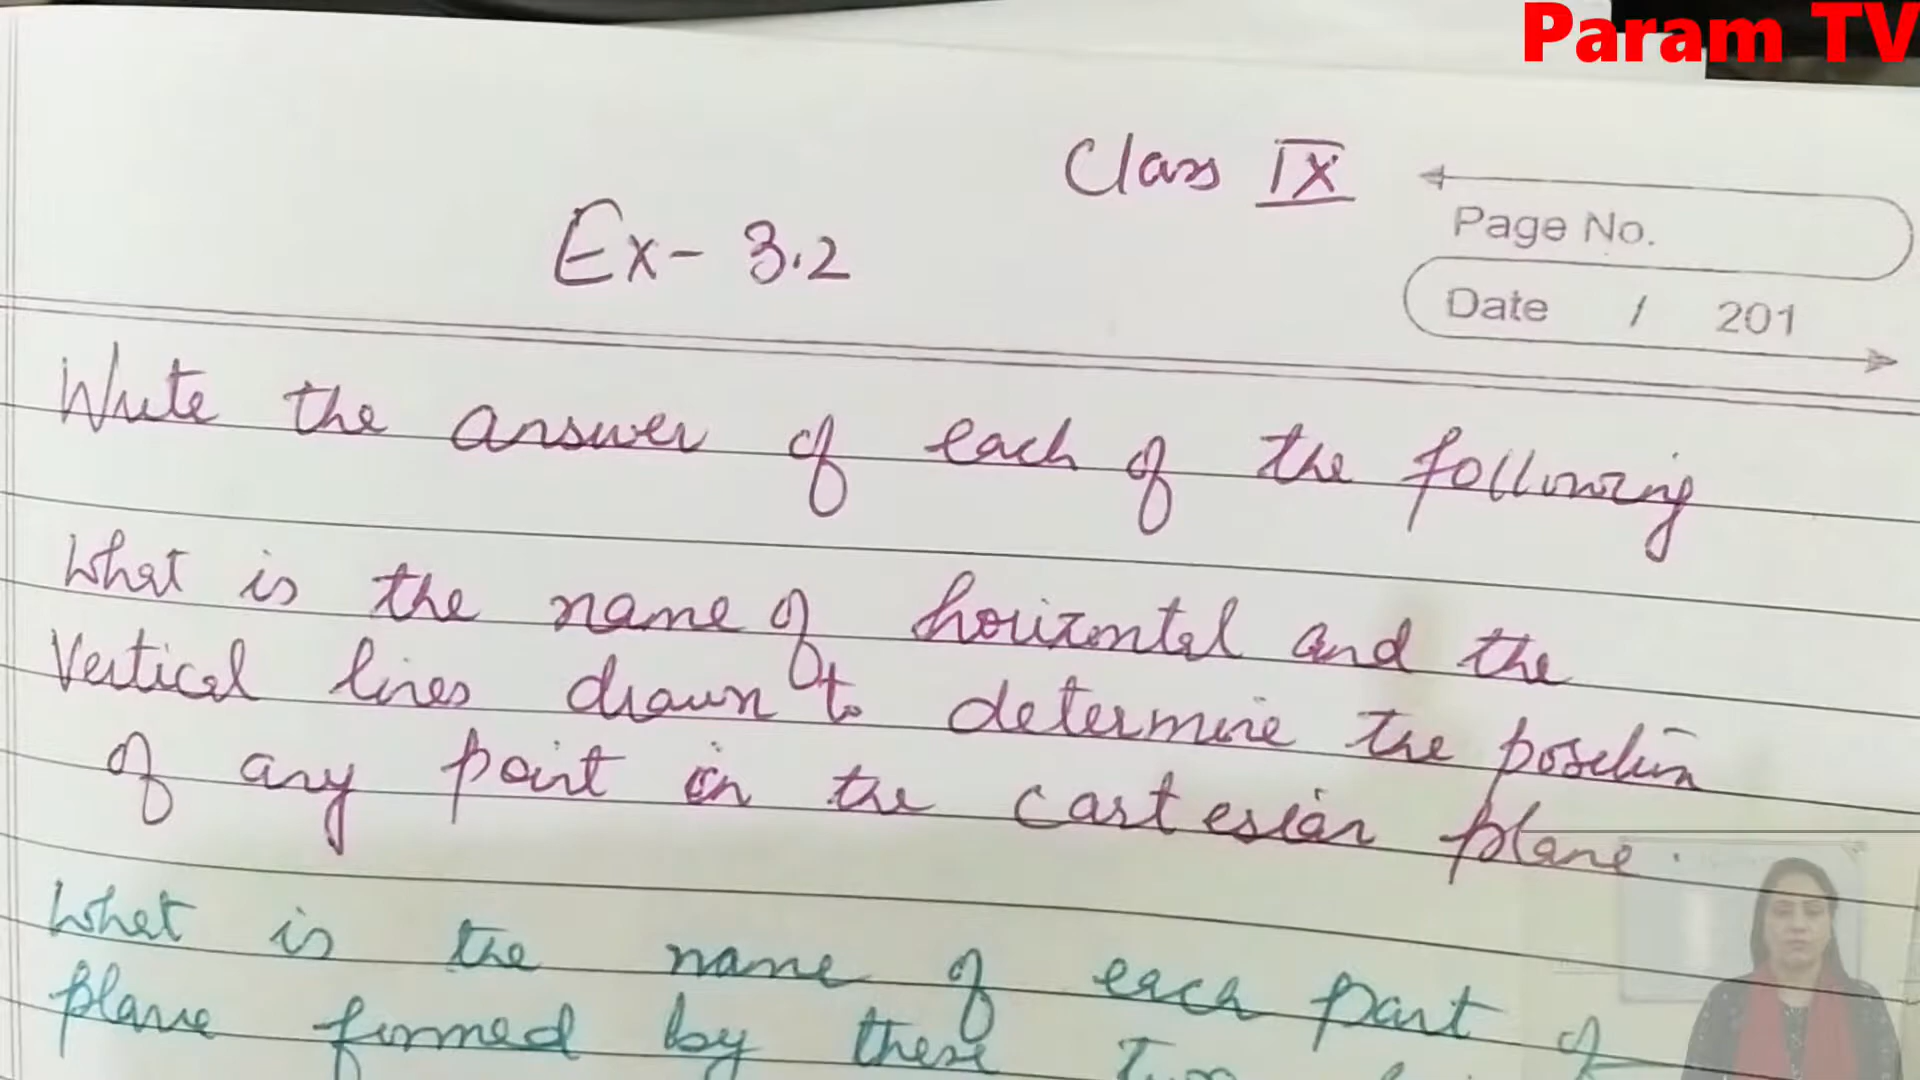 Param TV
Class IX
Page No.
Ex- 3.2
Date / 201
Write the answer of each of the following
What is the name of horizontal and the
Vertical lines drawn to determine the position
of any point in the cartesian plane.
What is the name of each part of
plane formed by these Two